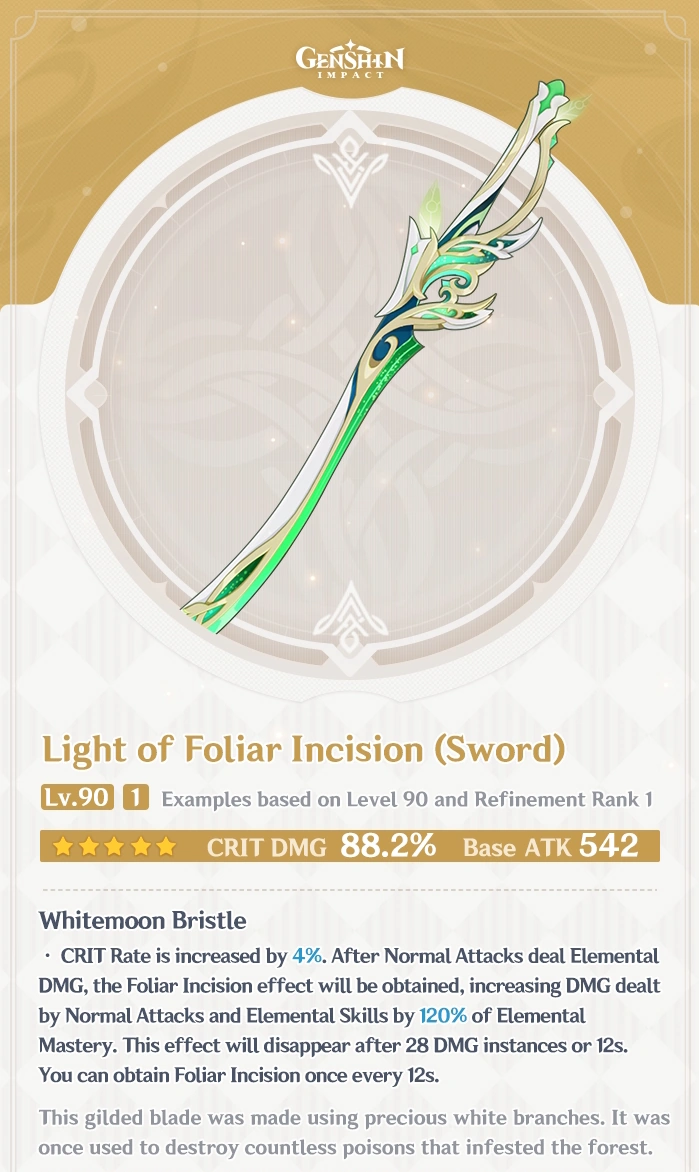 GENSHIN
IMPACT
Light of Foliar Incision (Sword)
Lv.90 1 Examples based on Level 90 and Refinement Rank 1
CRIT DMG 88.2% Base ATK 542
Whitemoon Bristle
· CRIT Rate is increased by 4%. After Normal Attacks deal Elemental
DMG, the Foliar Incision effect will be obtained, increasing DMG dealt
by Normal Attacks and Elemental Skills by 120% of Elemental
Mastery. This effect will disappear after 28 DMG instances or 12s.
You can obtain Foliar Incision once every 12s.
This gilded blade was made using precious white branches. It was
once used to destroy countless poisons that infested the forest.